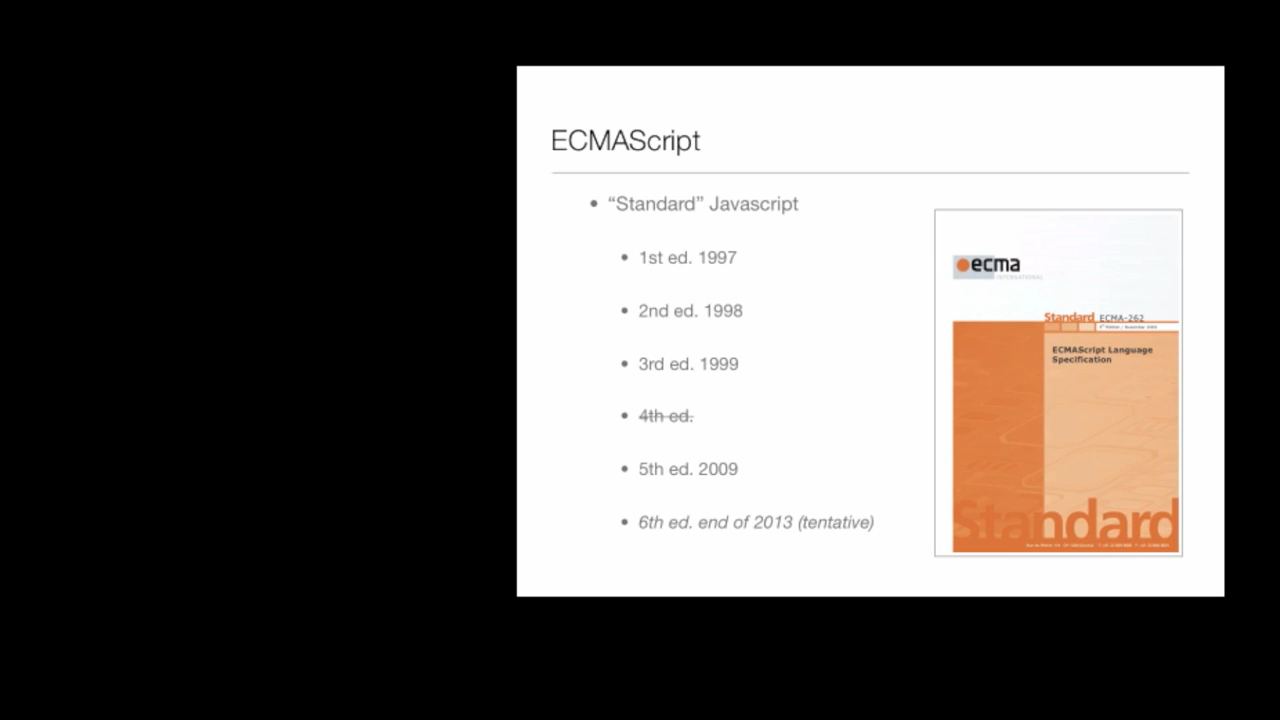 ECMAScript
• “Standard” Javascript
• 1st ed. 1997
• 2nd ed. 1998
• 3rd ed. 1999
• 4th ed.
• 5th ed. 2009
• 6th ed. end of 2013 (tentative)
ecma
INTERNATIONAL
Standard ECMA-262
ECMAScript Language
Specification
Standard